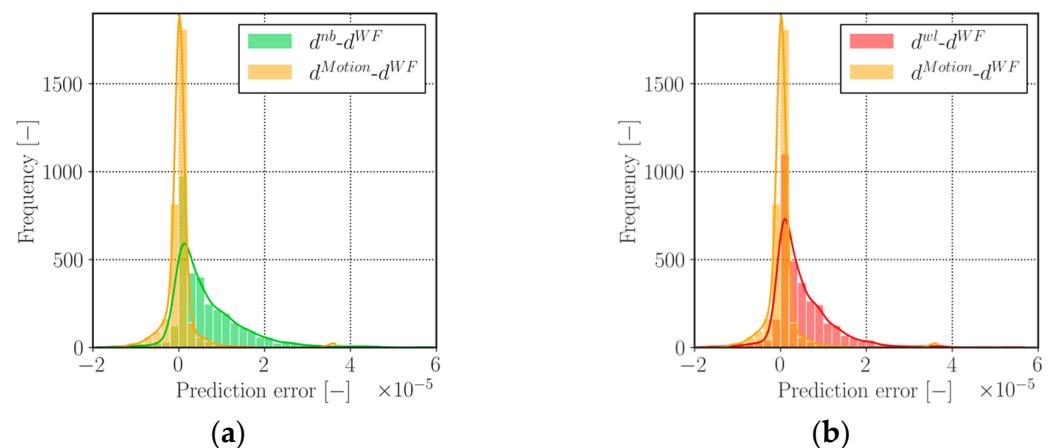 d^{nb}-d^{WF}
d^{Motion}-d^{WF}
Frequency [−]
1500
1000
500
0
−2
0
2
4
6
Prediction error [−]
×10^{-5}
(a)
d^{wl}-d^{WF}
d^{Motion}-d^{WF}
Frequency [−]
1500
1000
500
0
−2
0
2
4
6
Prediction error [−]
×10^{-5}
(b)